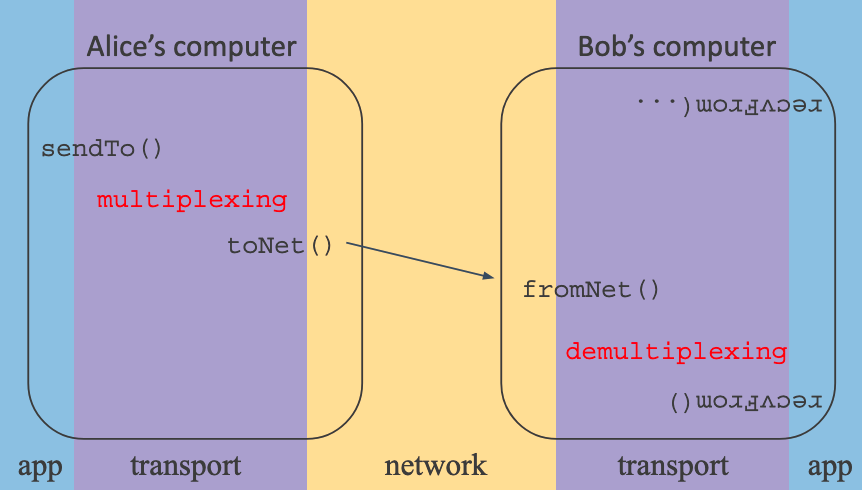 Alice's computer
Bob's computer
recvFrom(...
sendTo()
multiplexing
toNet()
fromNet()
demultiplexing
recvFrom()
app
transport
network
transport
app